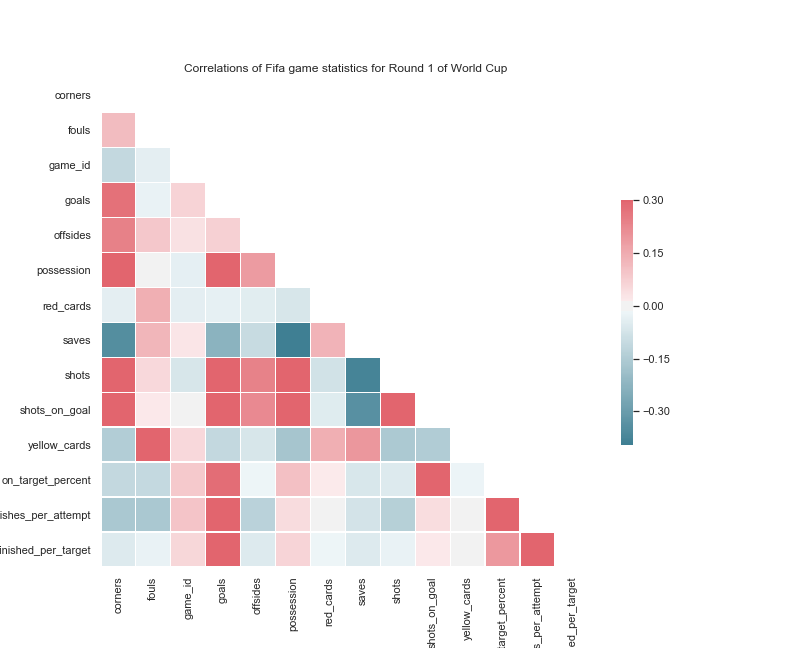 Correlations of Fifa game statistics for Round 1 of World Cup
corners
fouls
game_id
goals
offsides
possession
red_cards
saves
shots
shots_on_goal
yellow_cards
on_target_percent
ishes_per_attempt
inished_per_target
corners
fouls
game_id
goals
offsides
possession
red_cards
saves
shots
shots_on_goal
yellow_cards
target_percent
s_per_attempt
ed_per_target
0.30
0.15
0.00
−0.15
−0.30